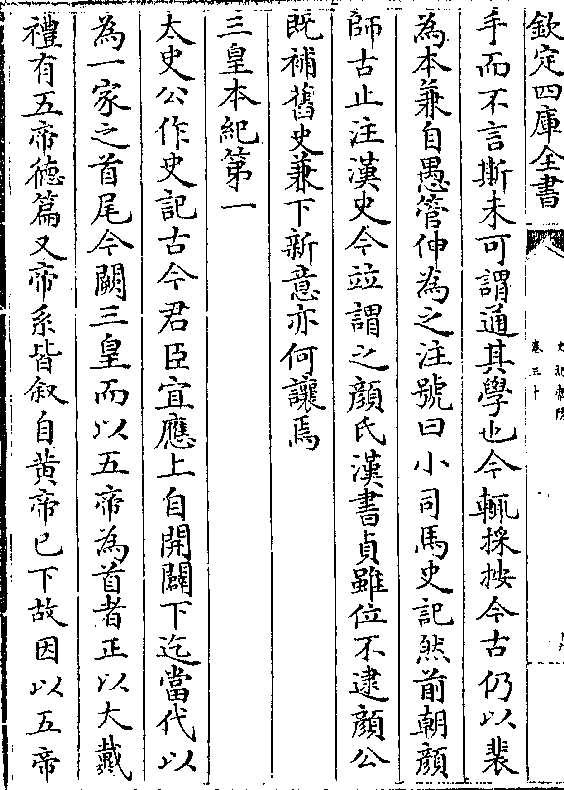 欽定四庫全書
史記索隱
卷三十
手而不言斯未可謂通其學也今輒採按今古仍以裴
為本兼自愚管伸為之注號曰小司馬史記然前朝顔
師古止注漢史今竝謂之顔氏漢書貞雖位不逮顔公
既補舊史兼下新意亦何讓焉
三皇本紀第一
太史公作史記古今君臣宜應上自開闢下迄當代以
為一家之首尾今闕三皇而以五帝為首者正以大戴
禮有五帝德篇又帝系皆叙自黄帝已下故因以五帝